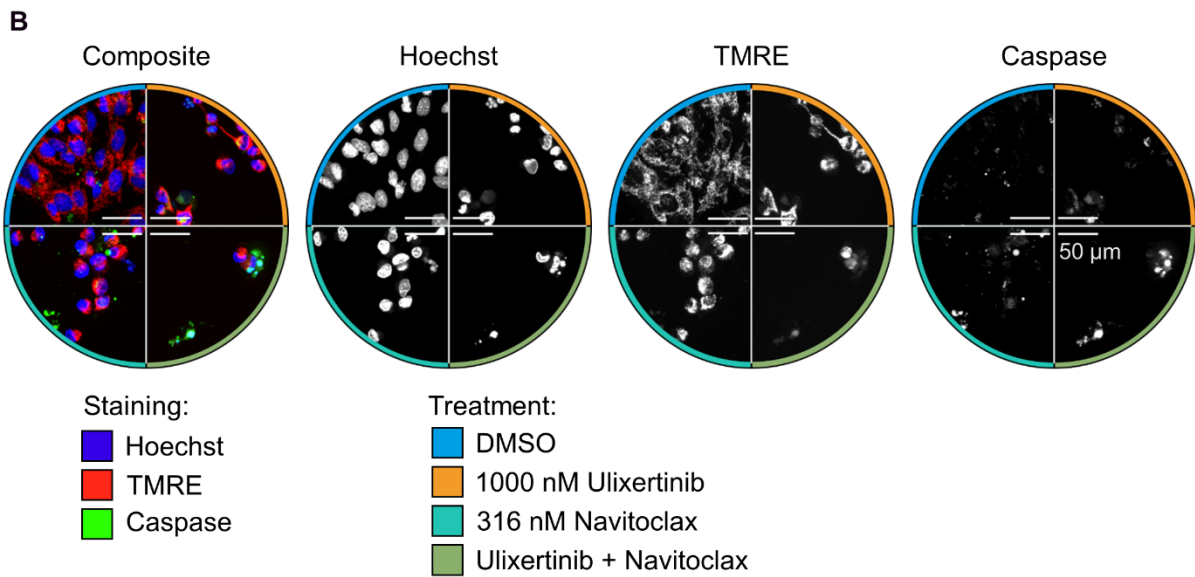 B
Composite Hoechst TMRE Caspase
50 µm
Staining: Treatment:
Hoechst DMSO
TMRE 1000 nM Ulixertinib
Caspase 316 nM Navitoclax
Ulixertinib + Navitoclax